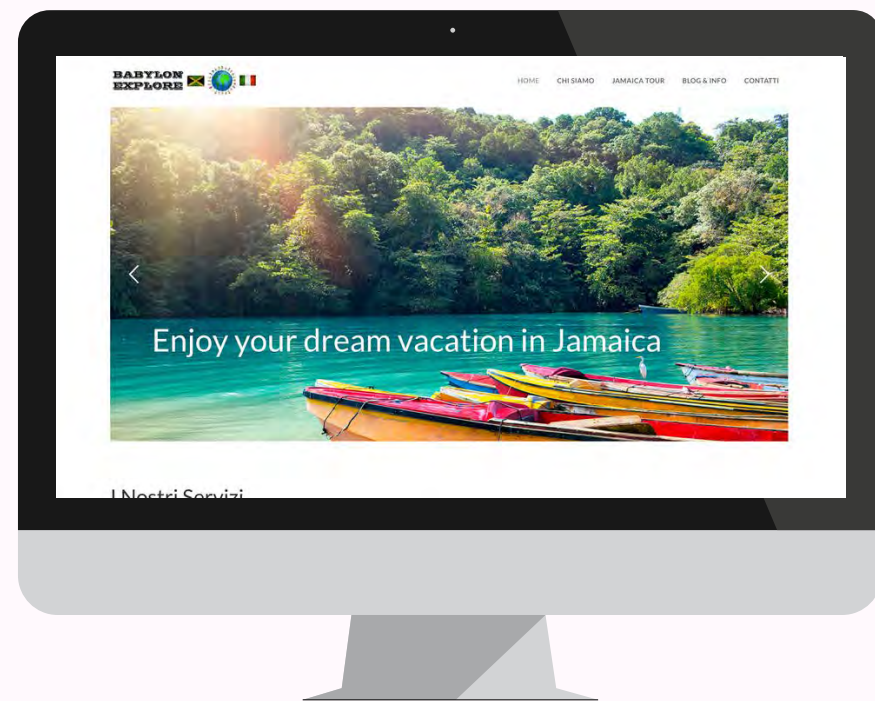 BABYLON
EXPLORE
HOME CHI SIAMO JAMAICA TOUR BLOG & INFO CONTATTI
Enjoy your dream vacation in Jamaica
I Nostri Servizi